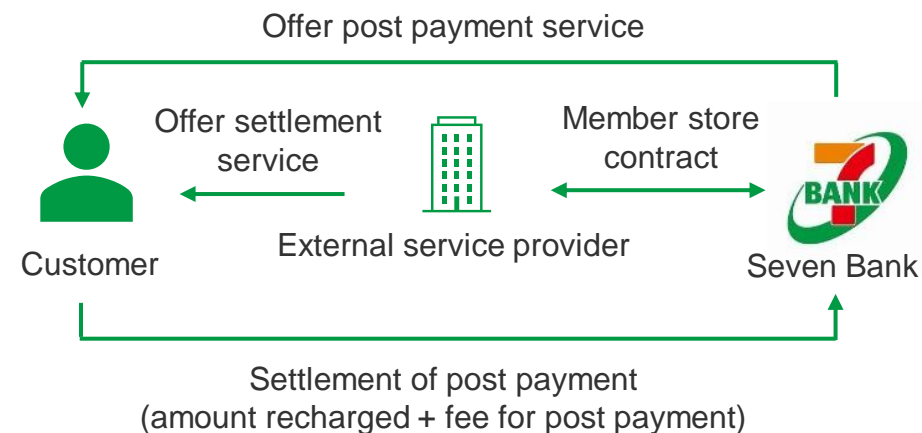 Offer post payment service
Offer settlement
service
Member store
contract
7
BANK
External service provider
Customer
Seven Bank
Settlement of post payment
(amount recharged + fee for post payment)